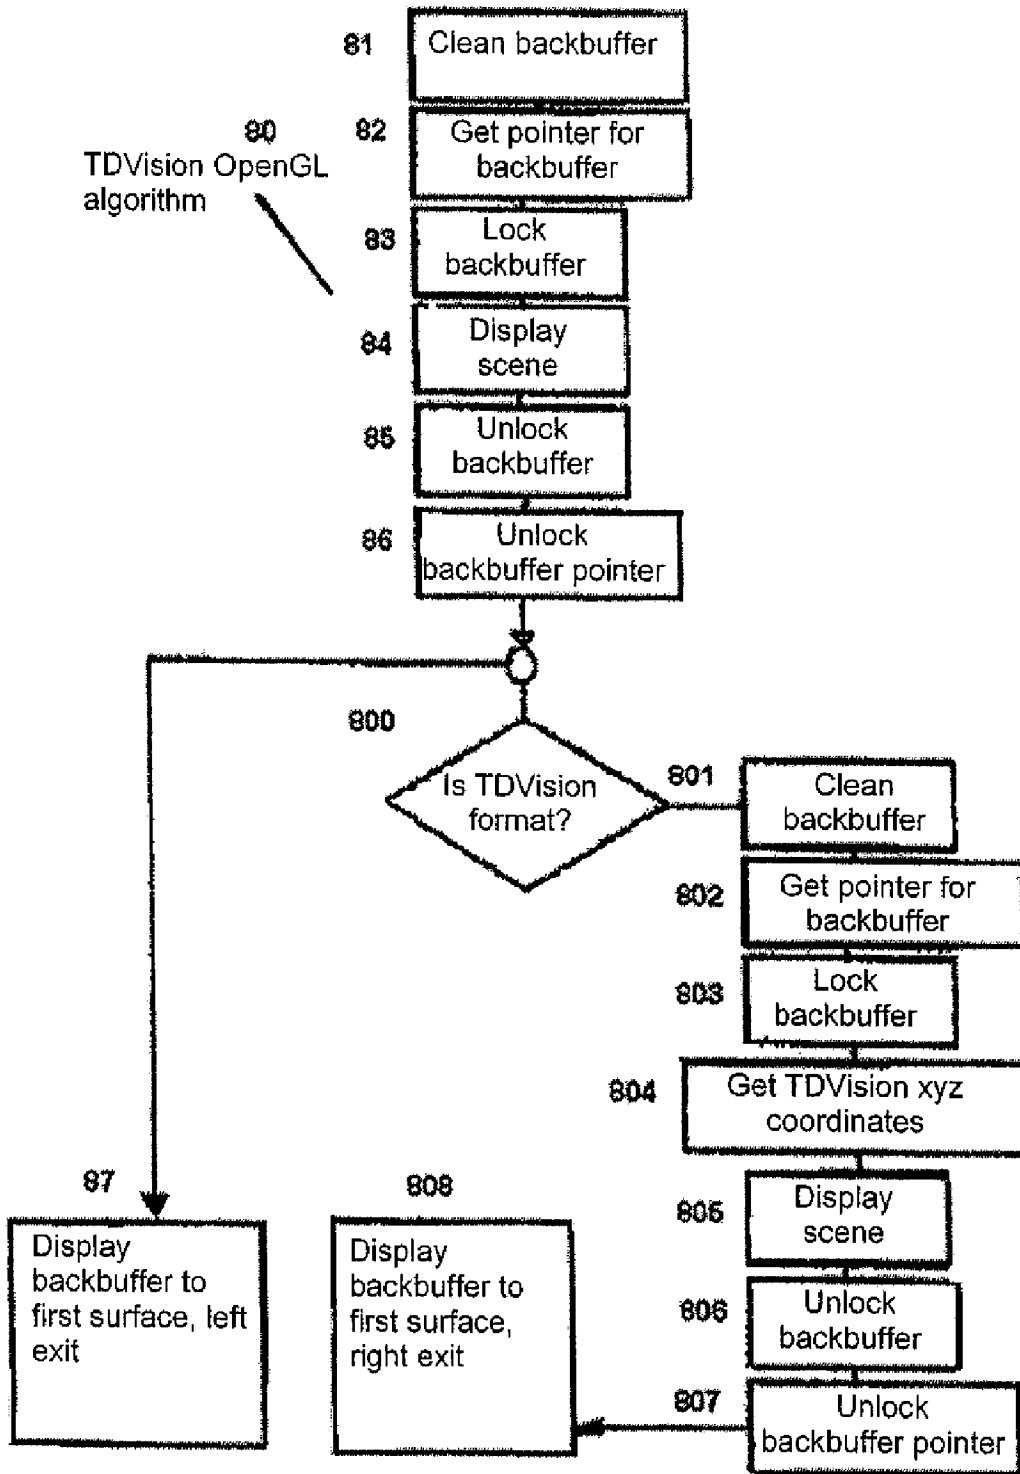 81
Clean backbuffer
80
TDVision OpenGL
algorithm
82
Get pointer for
backbuffer
83
Lock
backbuffer
84
Display
scene
85
Unlock
backbuffer
86
Unlock
backbuffer pointer
800
Is TDVision
format?
801
Clean
backbuffer
802
Get pointer for
backbuffer
803
Lock
backbuffer
804
Get TDVision xyz
coordinates
805
Display
scene
806
Unlock
backbuffer
807
Unlock
backbuffer pointer
87
Display
backbuffer to
first surface, left
exit
808
Display
backbuffer to
first surface,
right exit